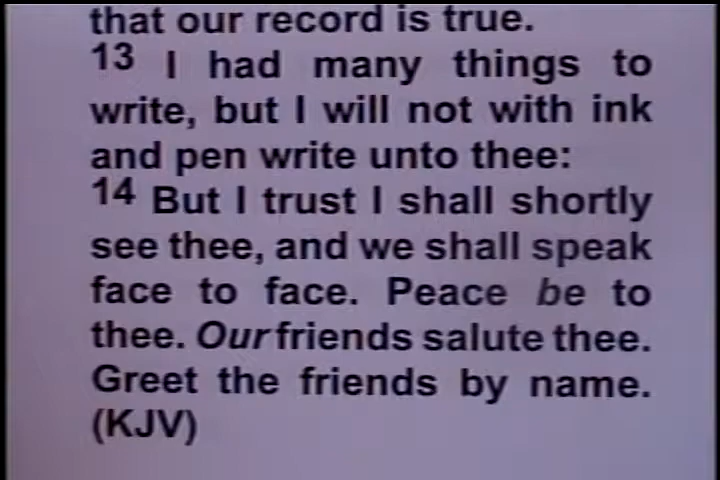 that our record is true.
13 I had many things to
write, but I will not with ink
and pen write unto thee:
14 But I trust I shall shortly
see thee, and we shall speak
face to face. Peace be to
thee. Our friends salute thee.
Greet the friends by name.
(KJV)